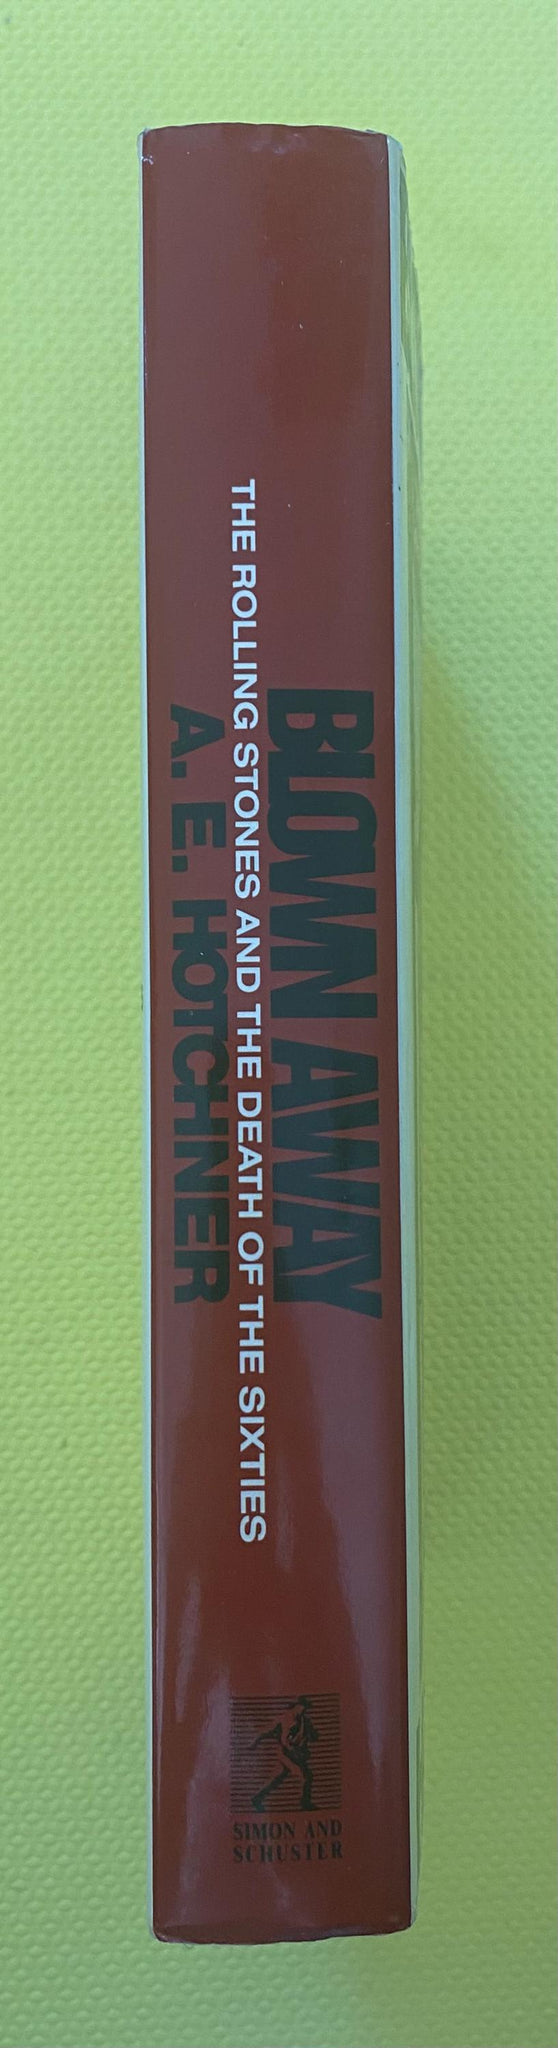 BLOWN AWAY
THE ROLLING STONES AND THE DEATH OF THE SIXTIES
A. E. HOTCHNER
SIMON AND
SCHUSTER